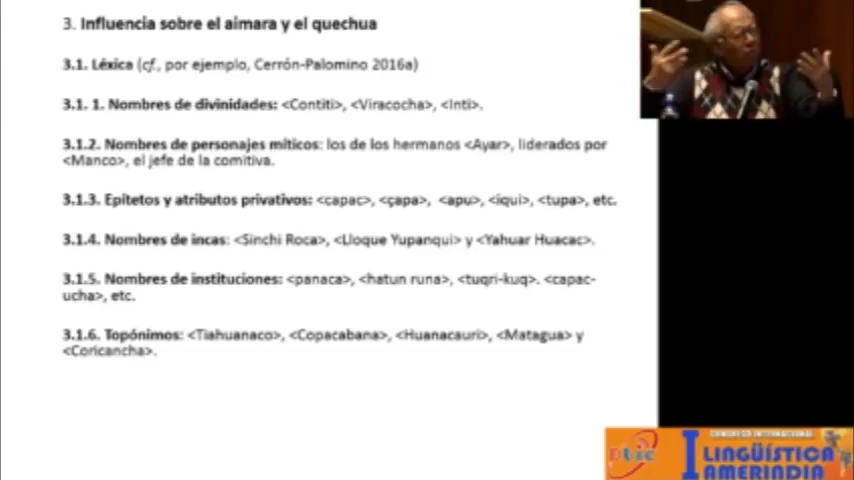 3. Influencia sobre el aimara y el quechua
3.1. Léxica (cf., por ejemplo, Cerrón-Palomino 2016a)
3.1. 1. Nombres de divinidades: <Contiti>, <Viracocha>, <Inti>.
3.1.2. Nombres de personajes míticos: los de los hermanos <Ayar>, liderados por
<Manco>, el jefe de la comitiva.
3.1.3. Epítetos y atributos privativos: <capac>, <çapa>, <apu>, <iqui>, <tupa>, etc.
3.1.4. Nombres de incas: <Sinchi Roca>, <Lloque Yupanqui> y <Yahuar Huacac>.
3.1.5. Nombres de instituciones: <panaca>, <hatun runa>, <tuqri-kuq>. <capac-
ucha>, etc.
3.1.6. Topónimos: <Tiahuanaco>, <Copacabana>, <Huanacauri>, <Matagua> y
<Coricancha>.
ptic
I CONGRESO INTERNACIONAL
LINGÜÍSTICA
AMERINDIA